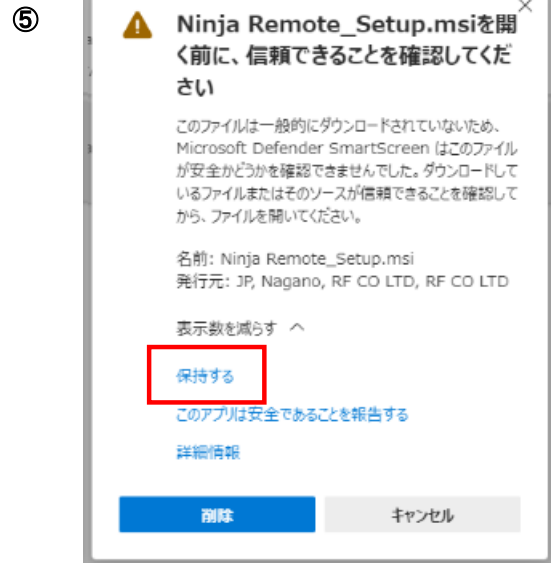 ⑤
Ninja Remote_Setup.msiを開
く前に、信頼できることを確認してくだ
さい
このファイルは一般的にダウンロードされていないため、
Microsoft Defender SmartScreen はこのファイル
が安全かどうかを確認できませんでした。ダウンロードして
いるファイルまたはそのソースが信頼できることを確認して
から、ファイルを開いてください。
名前: Ninja Remote_Setup.msi
発行元: JP, Nagano, RF CO LTD, RF CO LTD
表示数を減らす
保持する
このアプリは安全であることを報告する
詳細情報
削除
キャンセル